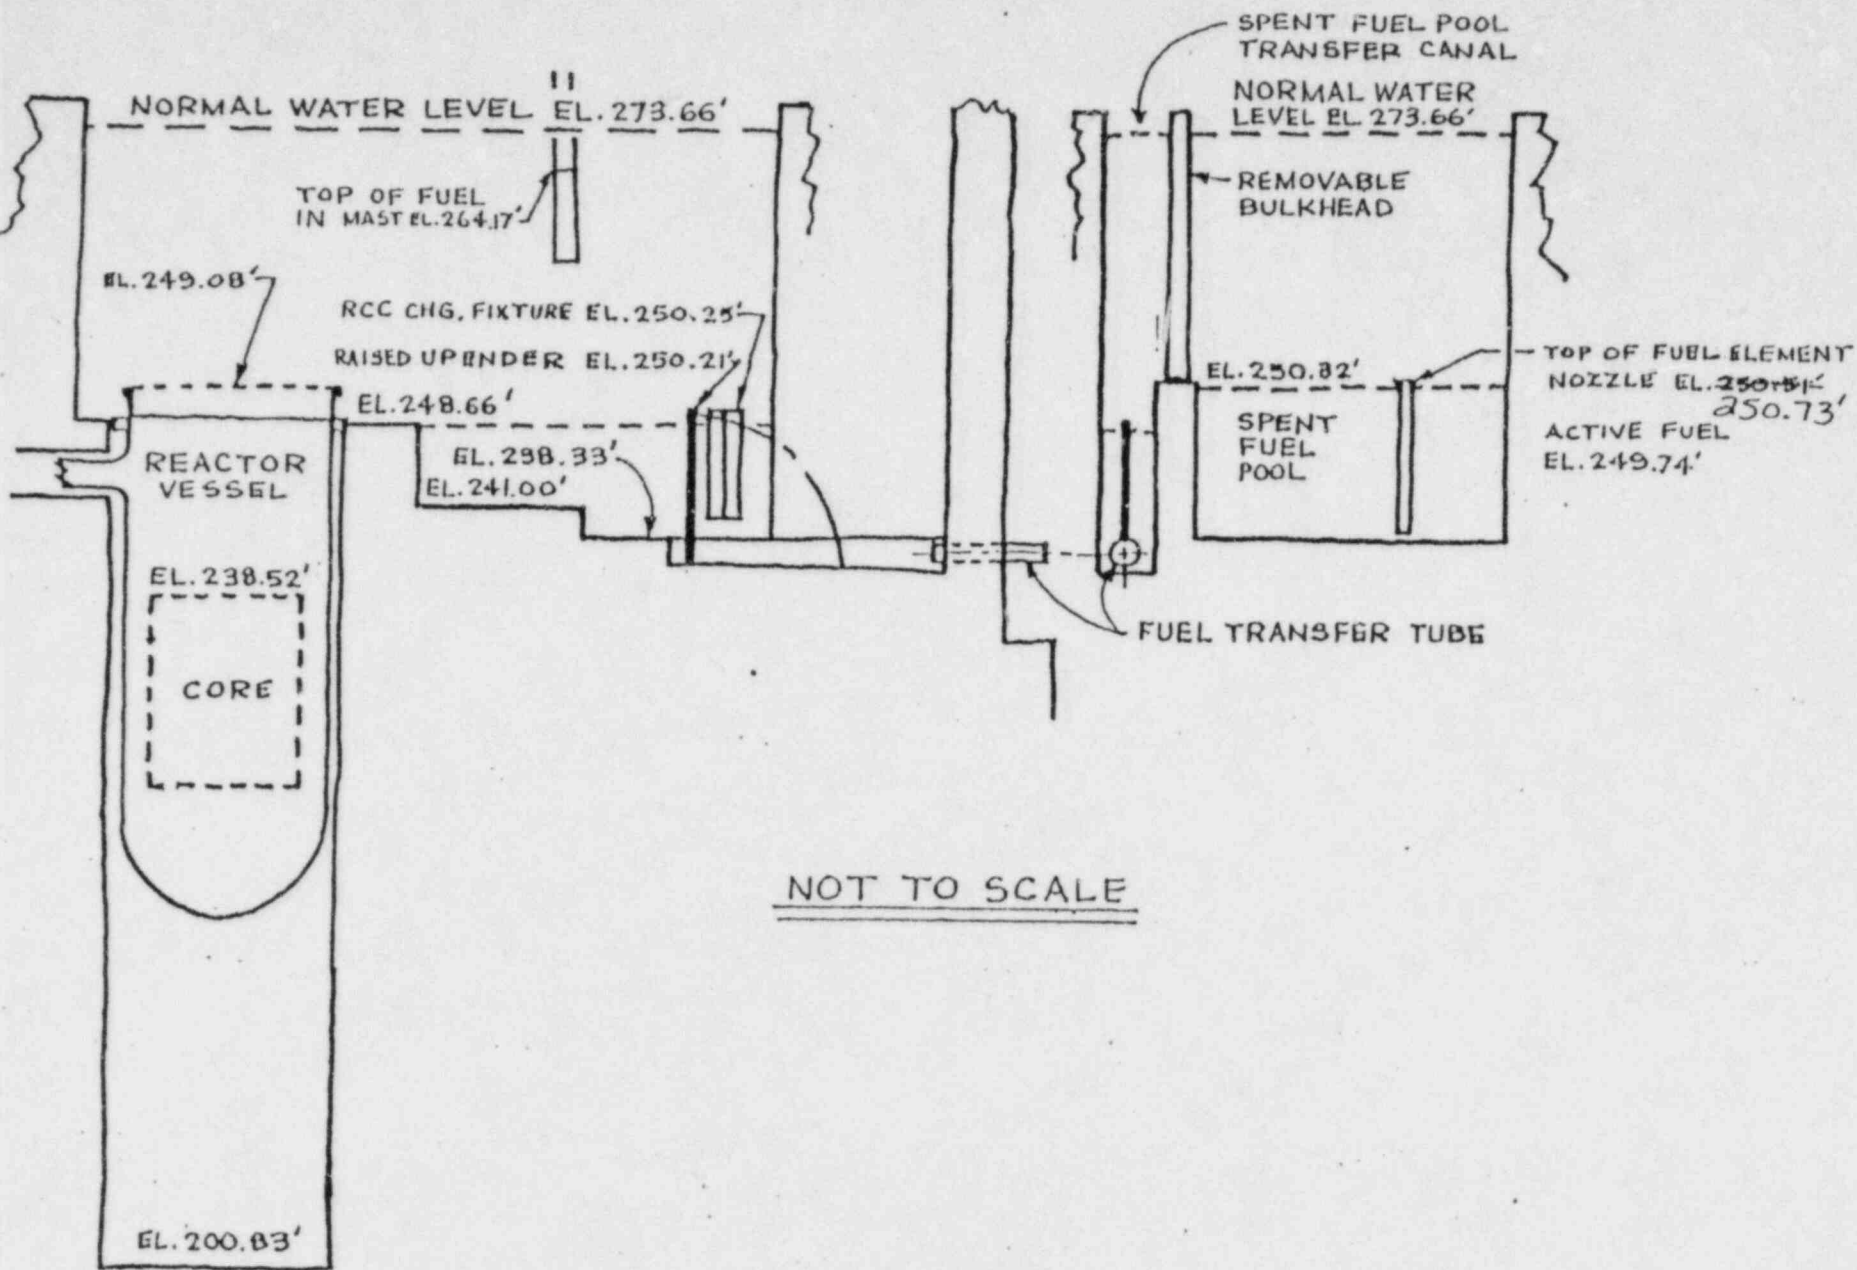 SPENT FUEL POOL
TRANSFER CANAL
NORMAL WATER LEVEL EL. 273.66'
NORMAL WATER
LEVEL EL 273.66'
TOP OF FUEL
IN MAST EL. 264.17'
REMOVABLE
BULKHEAD
EL. 249.08'
RCC CHG. FIXTURE EL. 250.25'
RAISED UPENDER EL. 250.21'
EL. 248.66'
EL. 250.82'
TOP OF FUEL ELEMENT
NOZZLE EL. 250.51'
250.73'
ACTIVE FUEL
EL. 249.74'
SPENT
FUEL
POOL
REACTOR
VESSEL
EL. 238.33'
EL. 241.00'
EL. 238.52'
CORE
FUEL TRANSFER TUBE
NOT TO SCALE
EL. 200.83'